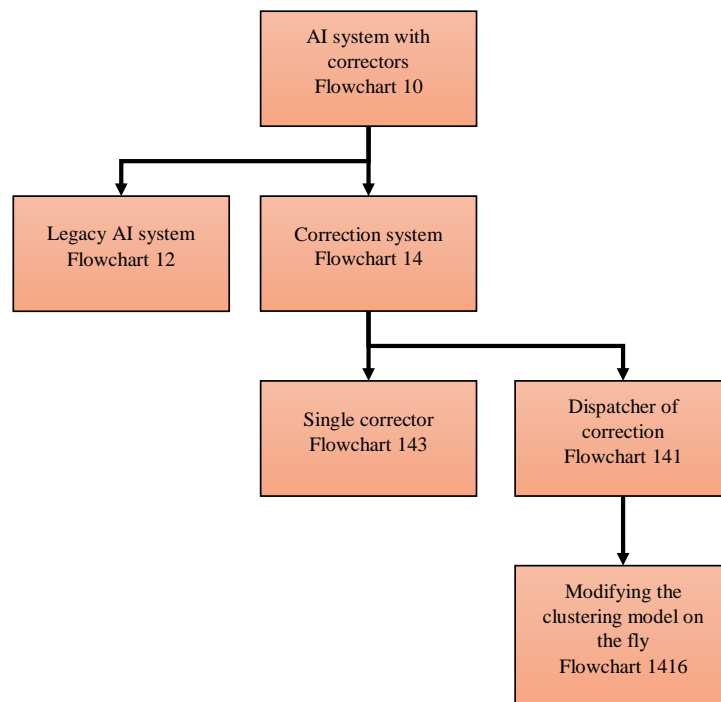 AI system with
correctors
Flowchart 10
Legacy AI system
Flowchart 12
Correction system
Flowchart 14
Single corrector
Flowchart 143
Dispatcher of
correction
Flowchart 141
Modifying the
clustering model on
the fly
Flowchart 1416